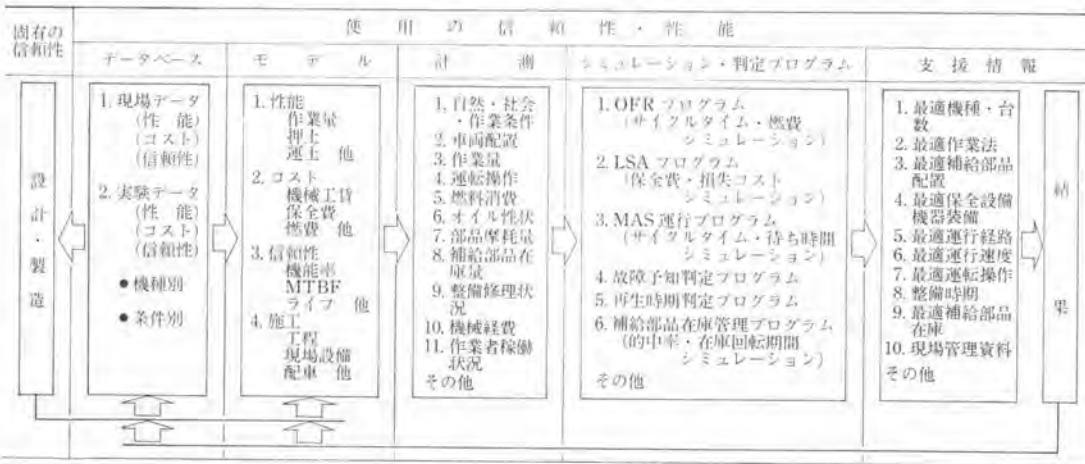 固有の
信頼性
使用の信頼性・性能
データベース
モデル
計測
シミュレーション・判定プログラム
支援情報
設計・製造
1. 現場データ
(性能)
(コスト)
(信頼性)
2. 実験データ
(性能)
(コスト)
(信頼性)
● 機種別
● 条件別
1. 性能
作業量
押土
運土 他
2. コスト
機械工賃
保全費
燃費 他
3. 信頼性
機能率
MTBF
ライフ 他
4. 施工
工程
現場設備
配車 他
1. 自然・社会
・作業条件
2. 車両配置
3. 作業量
4. 運転操作
5. 燃料消費
6. オイル性状
7. 部品摩耗量
8. 補給部品在
庫量
9. 整備修理状
況
10. 機械経費
11. 作業者稼働
状況
その他
1. OFR プログラム
(サイクルタイム・燃費
シミュレーション)
2. LSA プログラム
(保全費・損失コスト
シミュレーション)
3. MAS 運行プログラム
(サイクルタイム・待ち時間
シミュレーション)
4. 故障予知判定プログラム
5. 再生時期判定プログラム
6. 補給部品在庫管理プログラム
(的中率・在庫回転期間
シミュレーション)
その他
1. 最適機種・台
数
2. 最適作業法
3. 最適補給部品
配置
4. 最適保全設備
機器装備
5. 最適運行経路
6. 最適運行速度
7. 最適運転操作
8. 整備時期
9. 最適補給部品
在庫
10. 現場管理資料
その他
結果